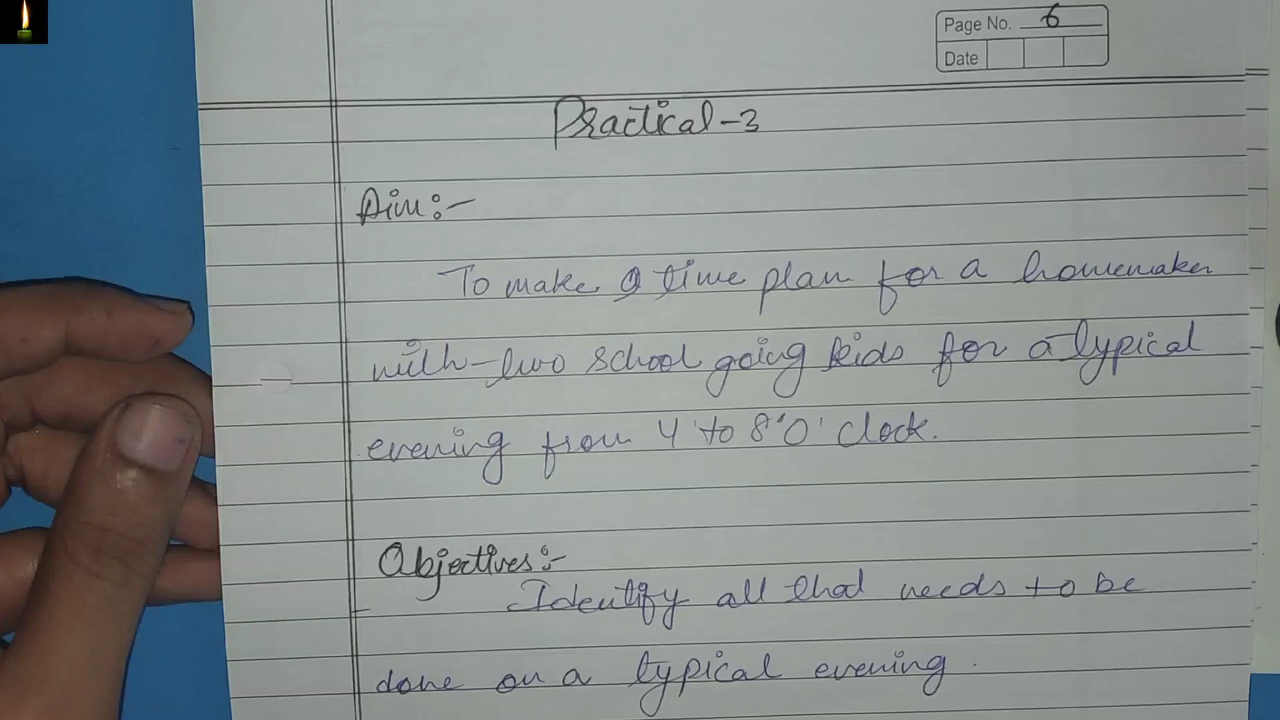 Page No. 6
Date
Practical-3
Aim:-
To make a time plan for a homemaker
with two school going kids for a typical
evening from 4 to 8'0' clock.
Objectives:-
Identify all that needs to be
done on a typical evening.